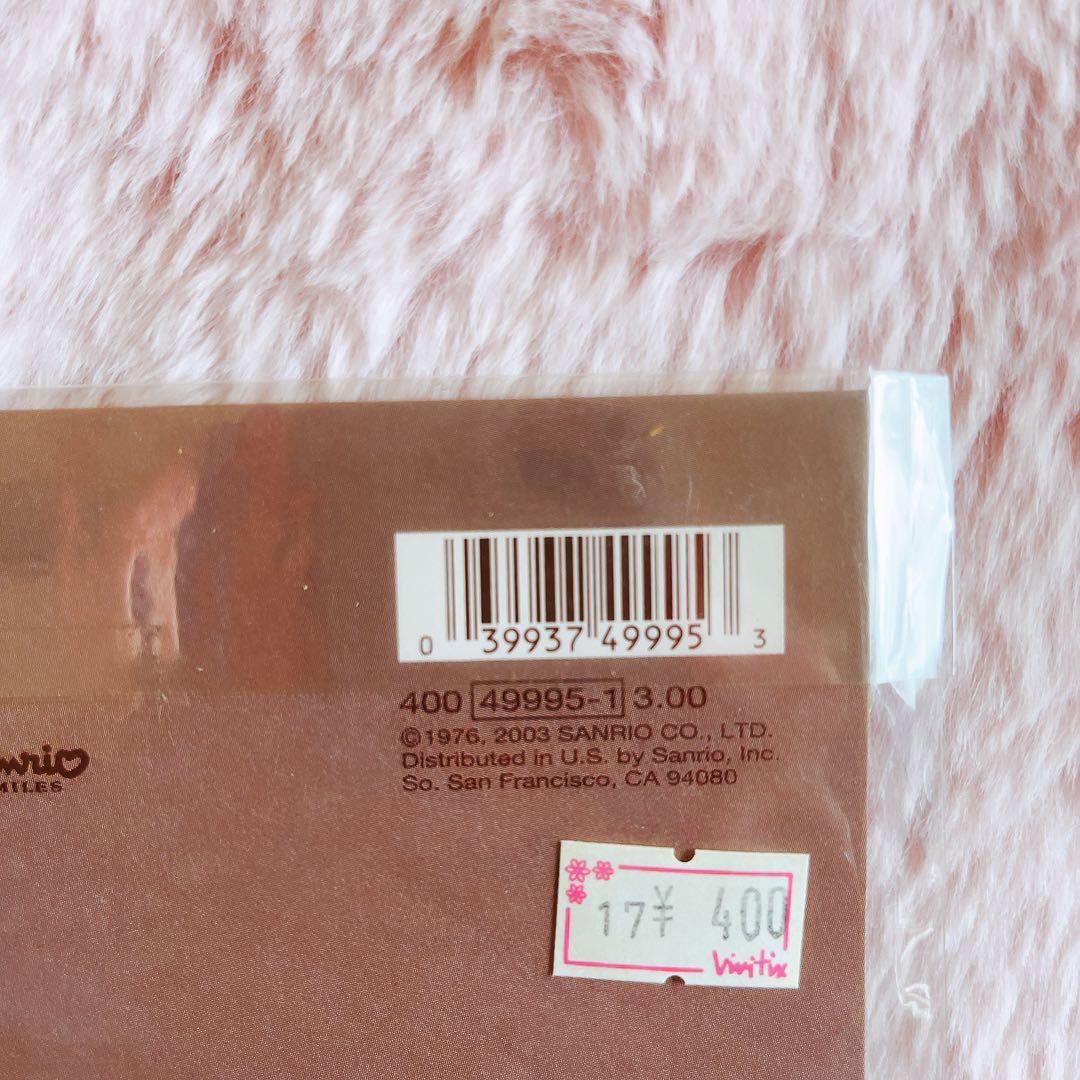 0 39937 49995 3
400 49995-1 3.00
©1976, 2003 SANRIO CO., LTD.
Distributed in U.S. by Sanrio, Inc.
So. San Francisco, CA 94080
17¥ 400